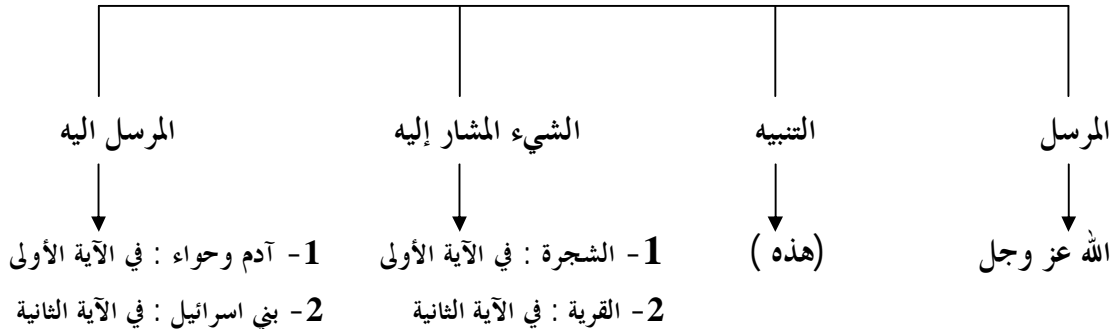 المرسل التنبيه الشيء المشار إليه المرسل اليه
الله عز وجل (هذه ) 1- الشجرة : في الآية الأولى 1- آدم وحواء : في الآية الأولى
2- القرية : في الآية الثانية 2- بني اسرائيل : في الآية الثانية